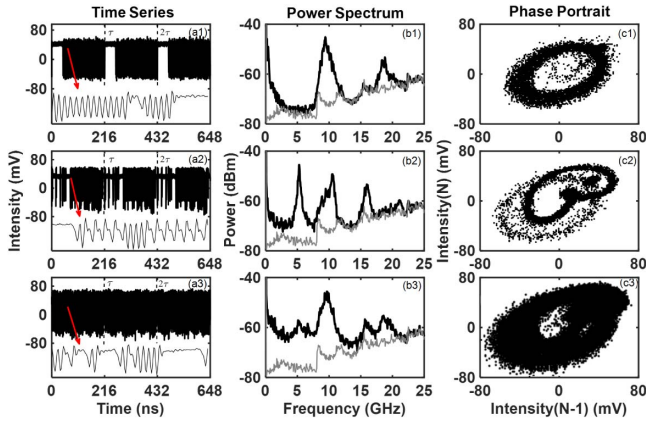 Time Series
Power Spectrum
Phase Portrait
80
40
0
-80
τ
2τ
(a1)
0
216
432
648
-40
-60
-80
(b1)
0
5
10
15
20
25
80
0
-80
(c1)
-80
0
80
Intensity (mV)
80
40
0
-80
τ
2τ
(a2)
0
216
432
648
Power (dBm)
-40
-60
-80
(b2)
0
5
10
15
20
25
Intensity(N) (mV)
80
0
-80
(c2)
-80
0
80
80
40
0
-80
τ
2τ
(a3)
0
216
432
648
Time (ns)
-40
-60
-80
(b3)
0
5
10
15
20
25
Frequency (GHz)
80
0
-80
(c3)
-80
0
80
Intensity(N-1) (mV)